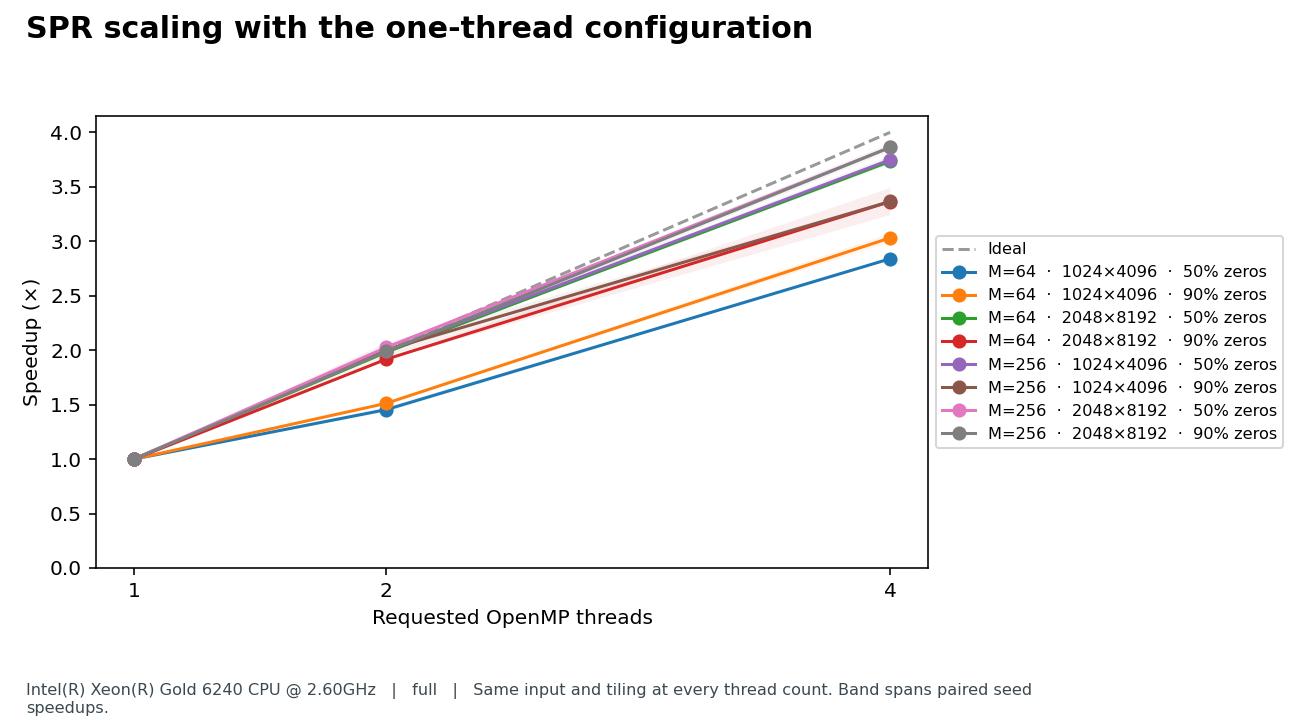 SPR scaling with the one-thread configuration
4.0
3.5
3.0
2.5
2.0
1.5
1.0
0.5
0.0
Speedup (×)
1 2 4
Requested OpenMP threads
Ideal
M=64 · 1024×4096 · 50% zeros
M=64 · 1024×4096 · 90% zeros
M=64 · 2048×8192 · 50% zeros
M=64 · 2048×8192 · 90% zeros
M=256 · 1024×4096 · 50% zeros
M=256 · 1024×4096 · 90% zeros
M=256 · 2048×8192 · 50% zeros
M=256 · 2048×8192 · 90% zeros
Intel(R) Xeon(R) Gold 6240 CPU @ 2.60GHz | full | Same input and tiling at every thread count. Band spans paired seed
speedups.